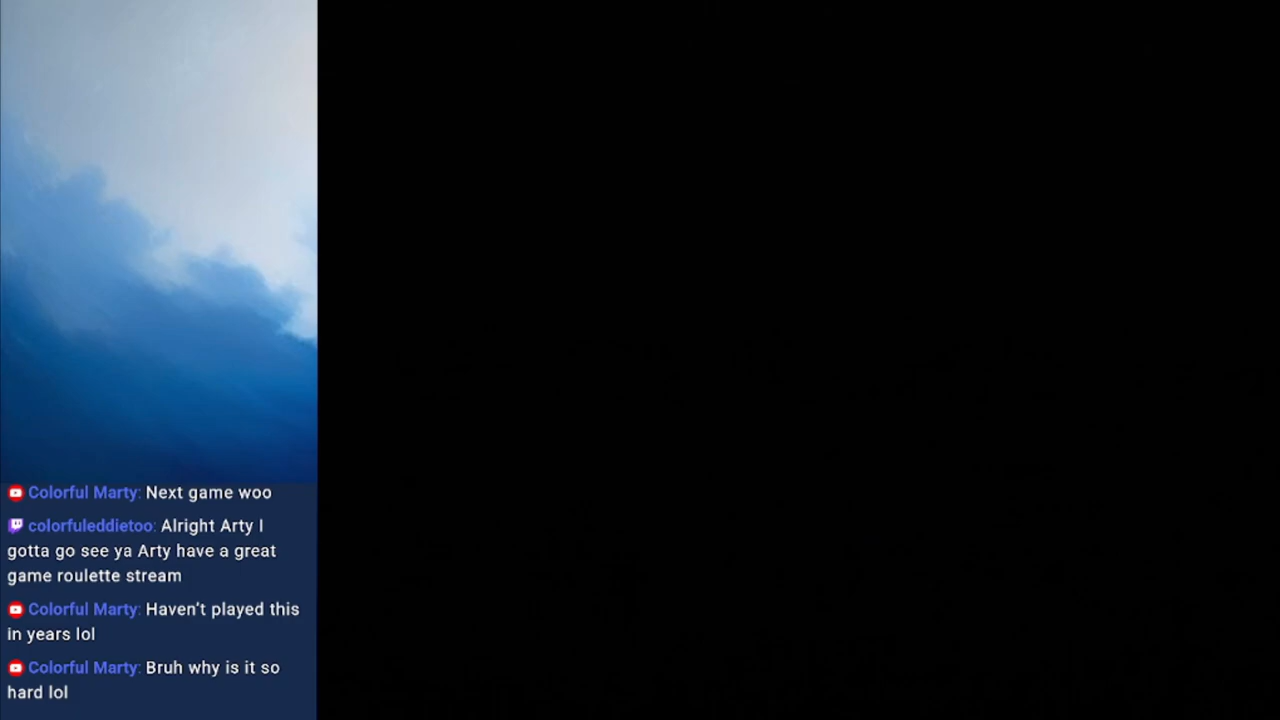 Colorful Marty: Next game woo
colorfuleddietoo: Alright Arty I
gotta go see ya Arty have a great
game roulette stream
Colorful Marty: Haven't played this
in years lol
Colorful Marty: Bruh why is it so
hard lol